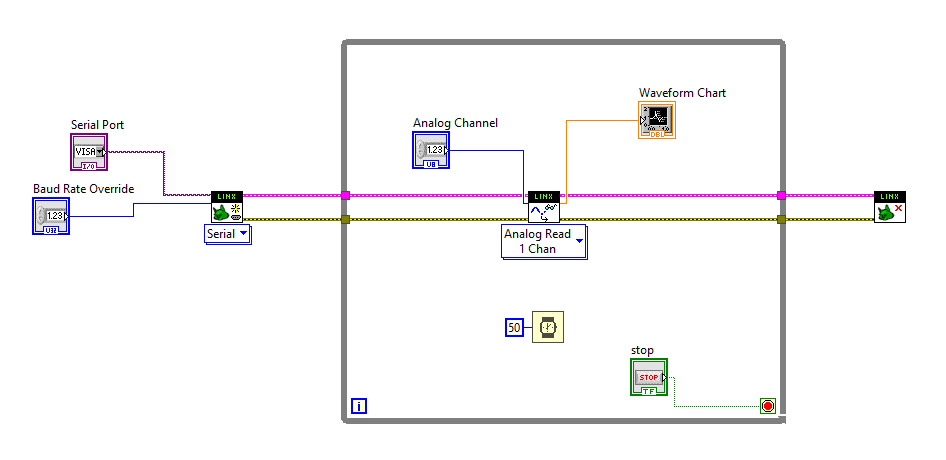 Waveform Chart
DBL
Serial Port
VISA
I/O
Analog Channel
1.23
U8
Baud Rate Override
1.23
U32
LINX
Serial
LINX
Analog Read
1 Chan
LINX
50
stop
STOP
TF
i